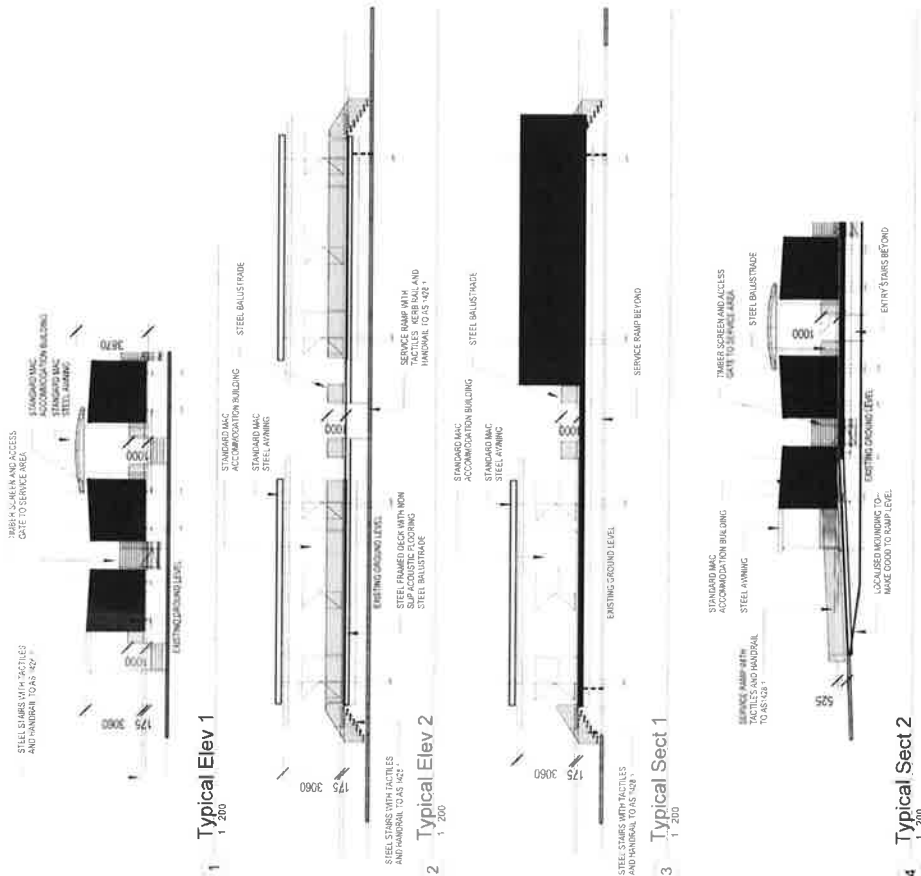 STEEL STAIRS WITH TACTILES
AND HANDRAIL TO AS 1428.1
TIMBER SCREEN AND ACCESS
GATE TO SERVICE AREA
STANDARD MAC
ACCOMMODATION BUILDING
STANDARD MAC
STEEL AWNING
3060
175
1000
1000
3670
EXISTING GROUND LEVEL
1
Typical Elev 1
1 : 200
STANDARD MAC
ACCOMMODATION BUILDING
STANDARD MAC
STEEL AWNING
STEEL BALUSTRADE
3060
175
1000
EXISTING GROUND LEVEL
STEEL STAIRS WITH TACTILES
AND HANDRAIL TO AS 1428.1
STEEL FRAMED DECK WITH NON
SLIP ACOUSTIC FLOORING
STEEL BALUSTRADE
SERVICE RAMP WITH
TACTILES KERB RAIL AND
HANDRAIL TO AS 1428.1
2
Typical Elev 2
1 : 200
STANDARD MAC
ACCOMMODATION BUILDING
STANDARD MAC
STEEL AWNING
STEEL BALUSTRADE
3060
175
1000
STEEL STAIRS WITH TACTILES
AND HANDRAIL TO AS 1428.1
EXISTING GROUND LEVEL
SERVICE RAMP BEYOND
3
Typical Sect 1
1 : 200
SERVICE RAMP WITH
TACTILES AND HANDRAIL
TO AS1428.1
STANDARD MAC
ACCOMMODATION BUILDING
STEEL AWNING
TIMBER SCREEN AND ACCESS
GATE TO SERVICE AREA
STEEL BALUSTRADE
525
1000
LOCALISED MOUNDING TO
MAKE GOOD TO RAMP LEVEL
EXISTING GROUND LEVEL
ENTRY STAIRS BEYOND
4
Typical Sect 2
1 : 200